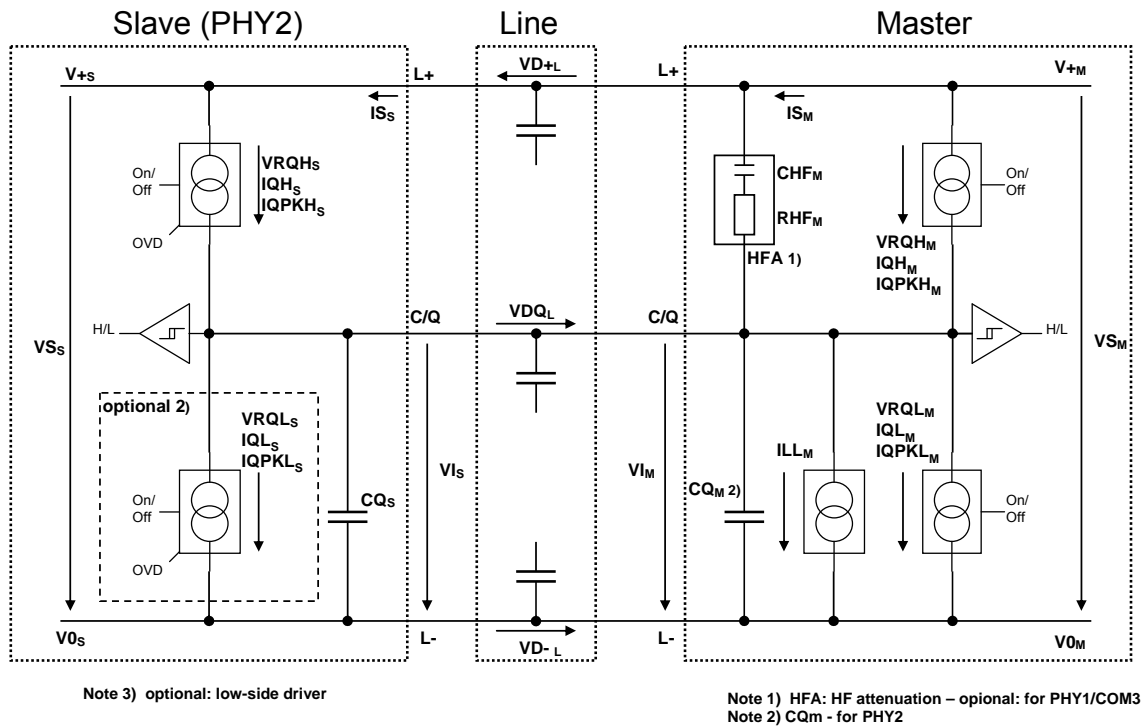 Slave (PHY2)
Line
Master
V+S
L+
VD+L
L+
V+M
ISS
ISM
On/
Off
VRQHS
IQHS
IQPKHS
OVD
CHFM
RHFM
HFA 1)
VRQHM
IQHM
IQPKHM
H/L
C/Q
VDQL
C/Q
H/L
VSS
VSM
optional 2)
VRQLS
IQLS
IQPKLS
On/
Off
OVD
CQS
VIS
VIM
CQM 2)
ILLM
VRQLM
IQLM
IQPKLM
On/
Off
V0S
L-
VD- L
L-
V0M
Note 3) optional: low-side driver
Note 1) HFA: HF attenuation – opional: for PHY1/COM3
Note 2) CQm - for PHY2